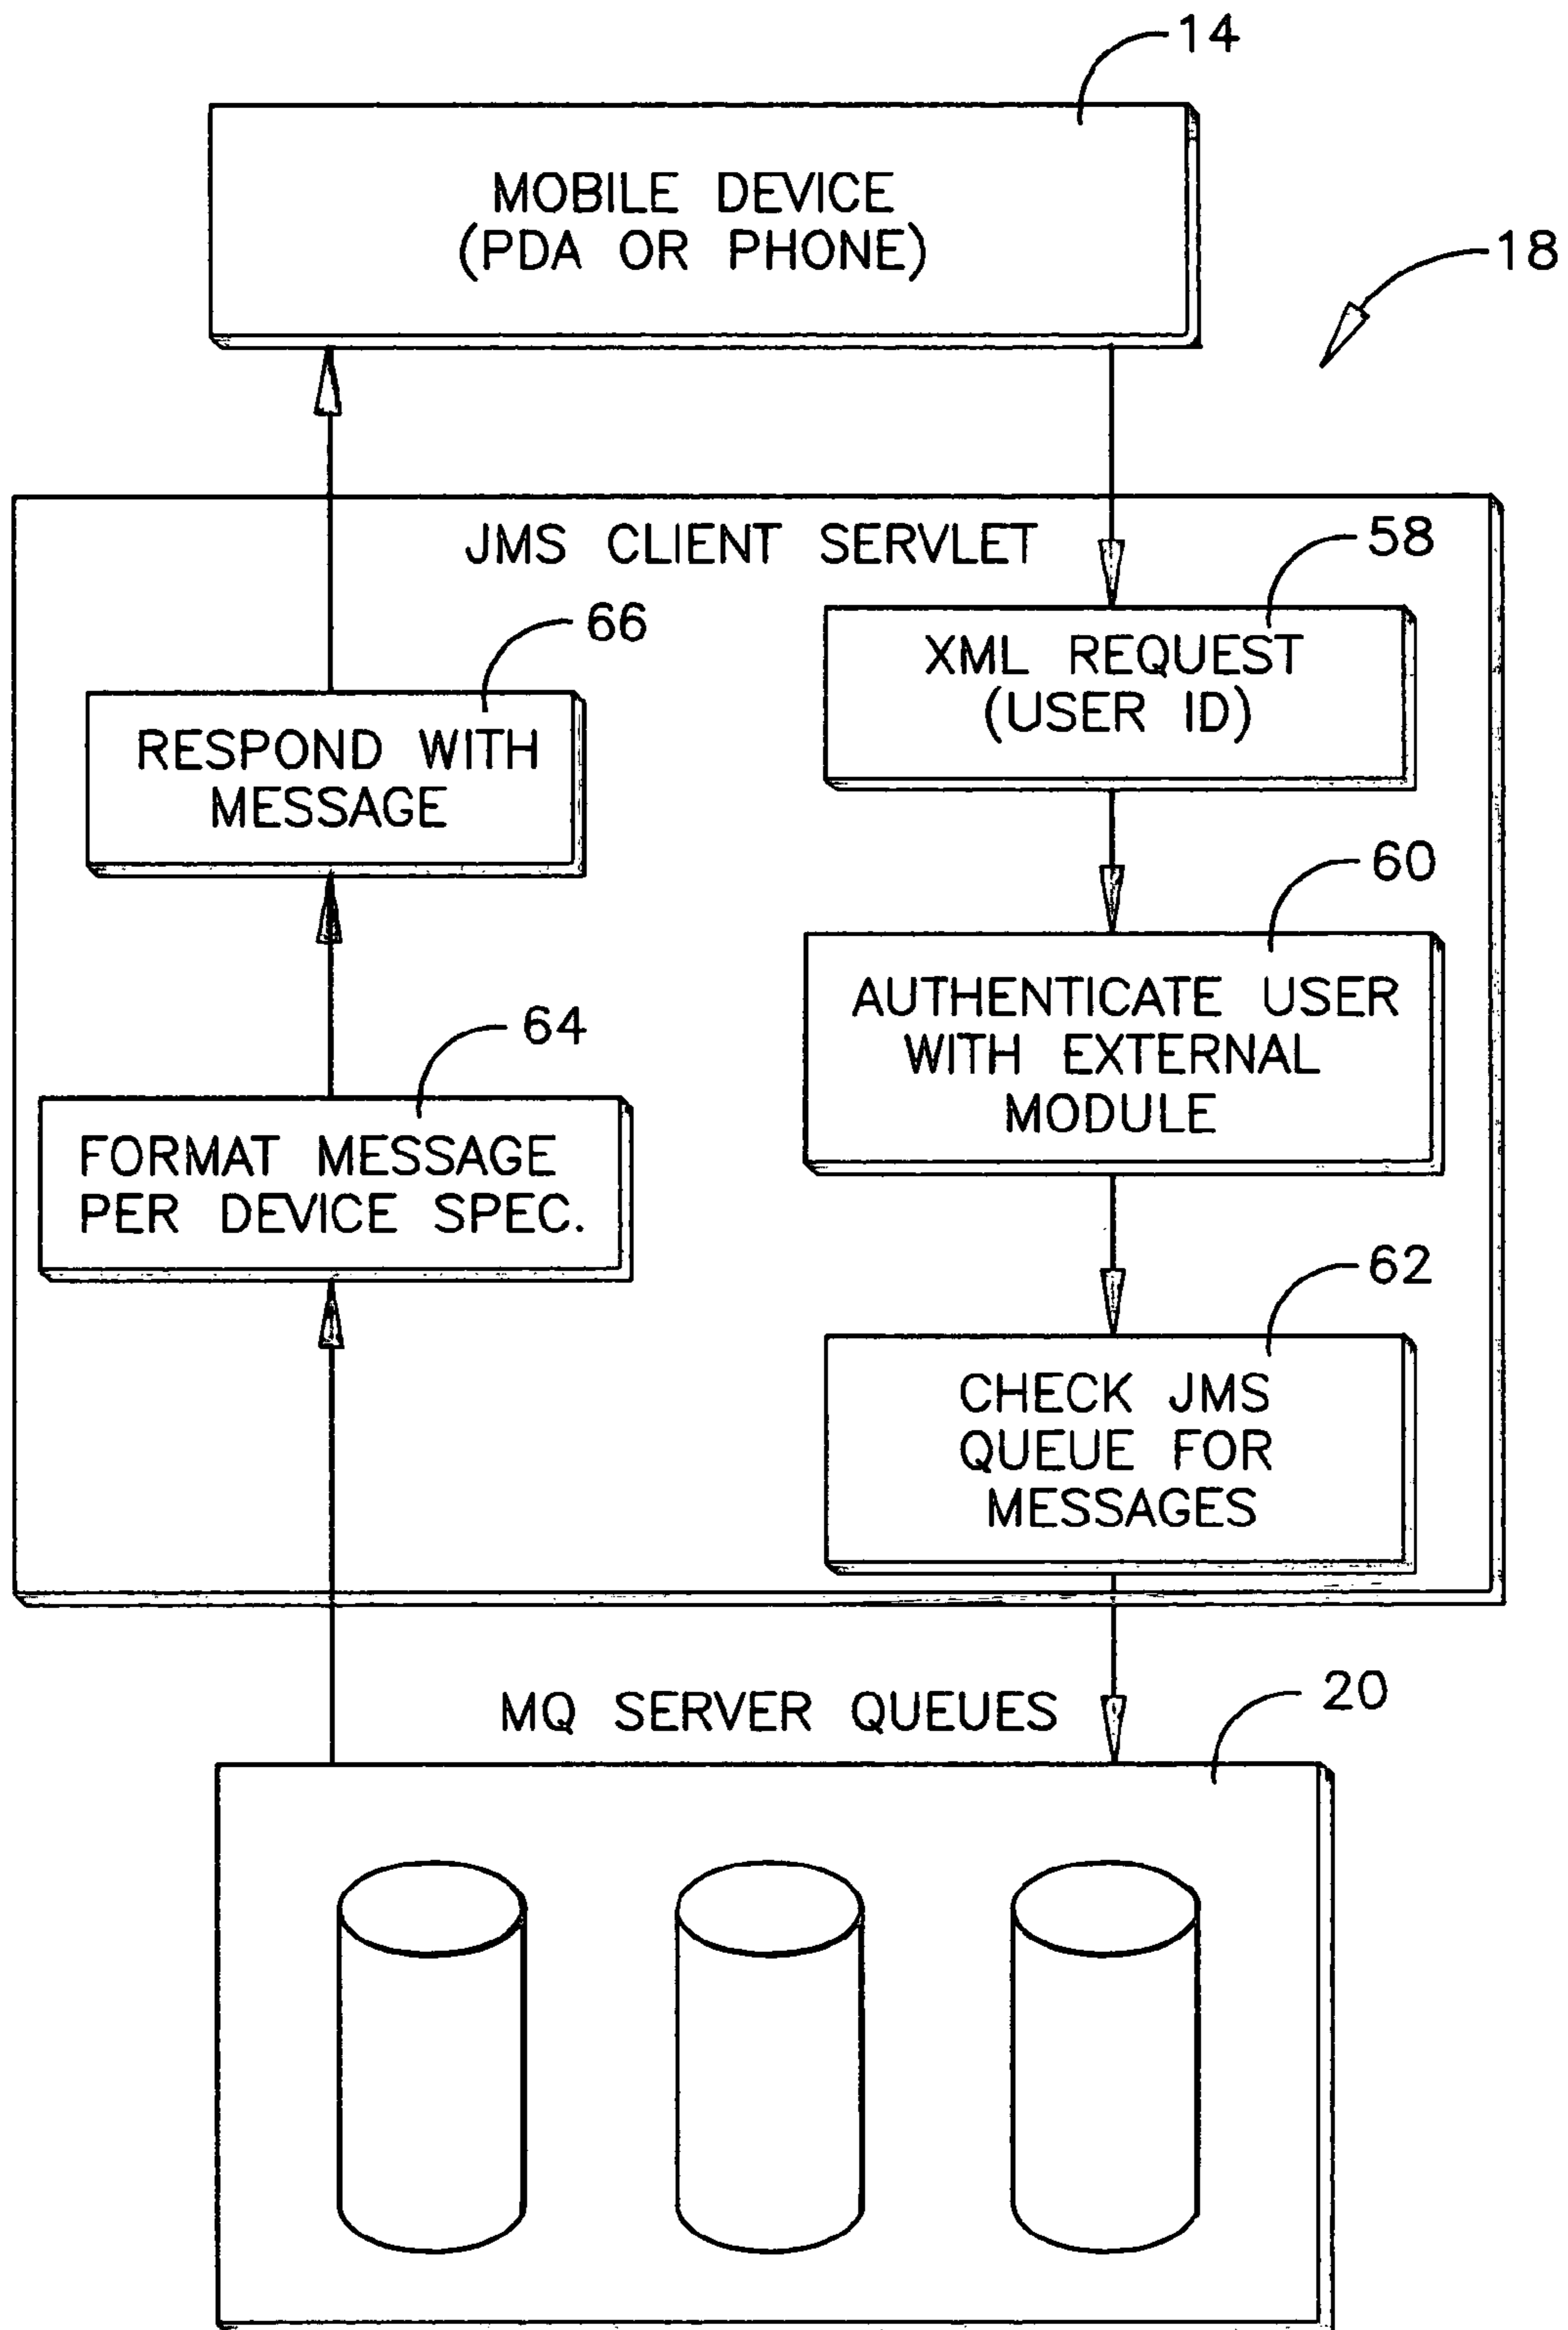 14
MOBILE DEVICE
(PDA OR PHONE)
18
JMS CLIENT SERVLET
58
XML REQUEST
(USER ID)
66
RESPOND WITH
MESSAGE
60
AUTHENTICATE USER
WITH EXTERNAL
MODULE
64
FORMAT MESSAGE
PER DEVICE SPEC.
62
CHECK JMS
QUEUE FOR
MESSAGES
MQ SERVER QUEUES
20